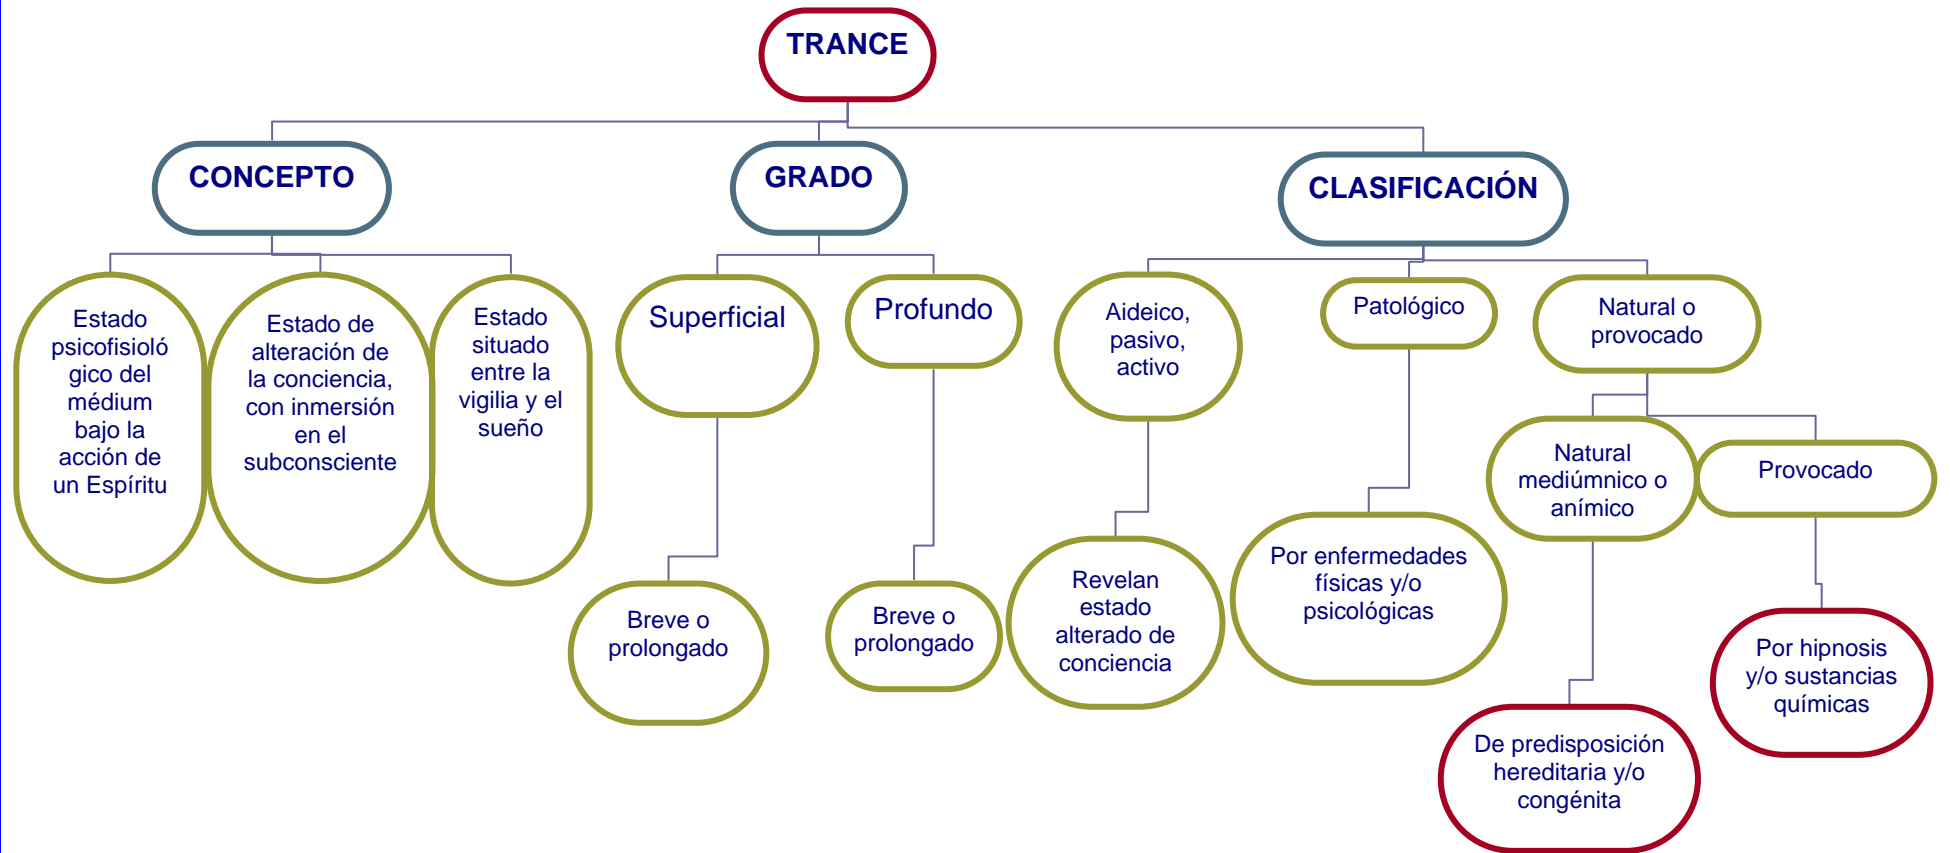 TRANCE
CONCEPTO
GRADO
CLASIFICACIÓN
Estado
psicofisioló
gico del
médium
bajo la
acción de
un Espíritu
Estado de
alteración de
la conciencia,
con inmersión
en el
subconsciente
Estado
situado
entre la
vigilia y el
sueño
Superficial
Profundo
Aideico,
pasivo,
activo
Patológico
Natural o
provocado
Natural
mediúmnico o
anímico
Provocado
Breve o
prolongado
Breve o
prolongado
Revelan
estado
alterado de
conciencia
Por enfermedades
físicas y/o
psicológicas
De predisposición
hereditaria y/o
congénita
Por hipnosis
y/o sustancias
químicas